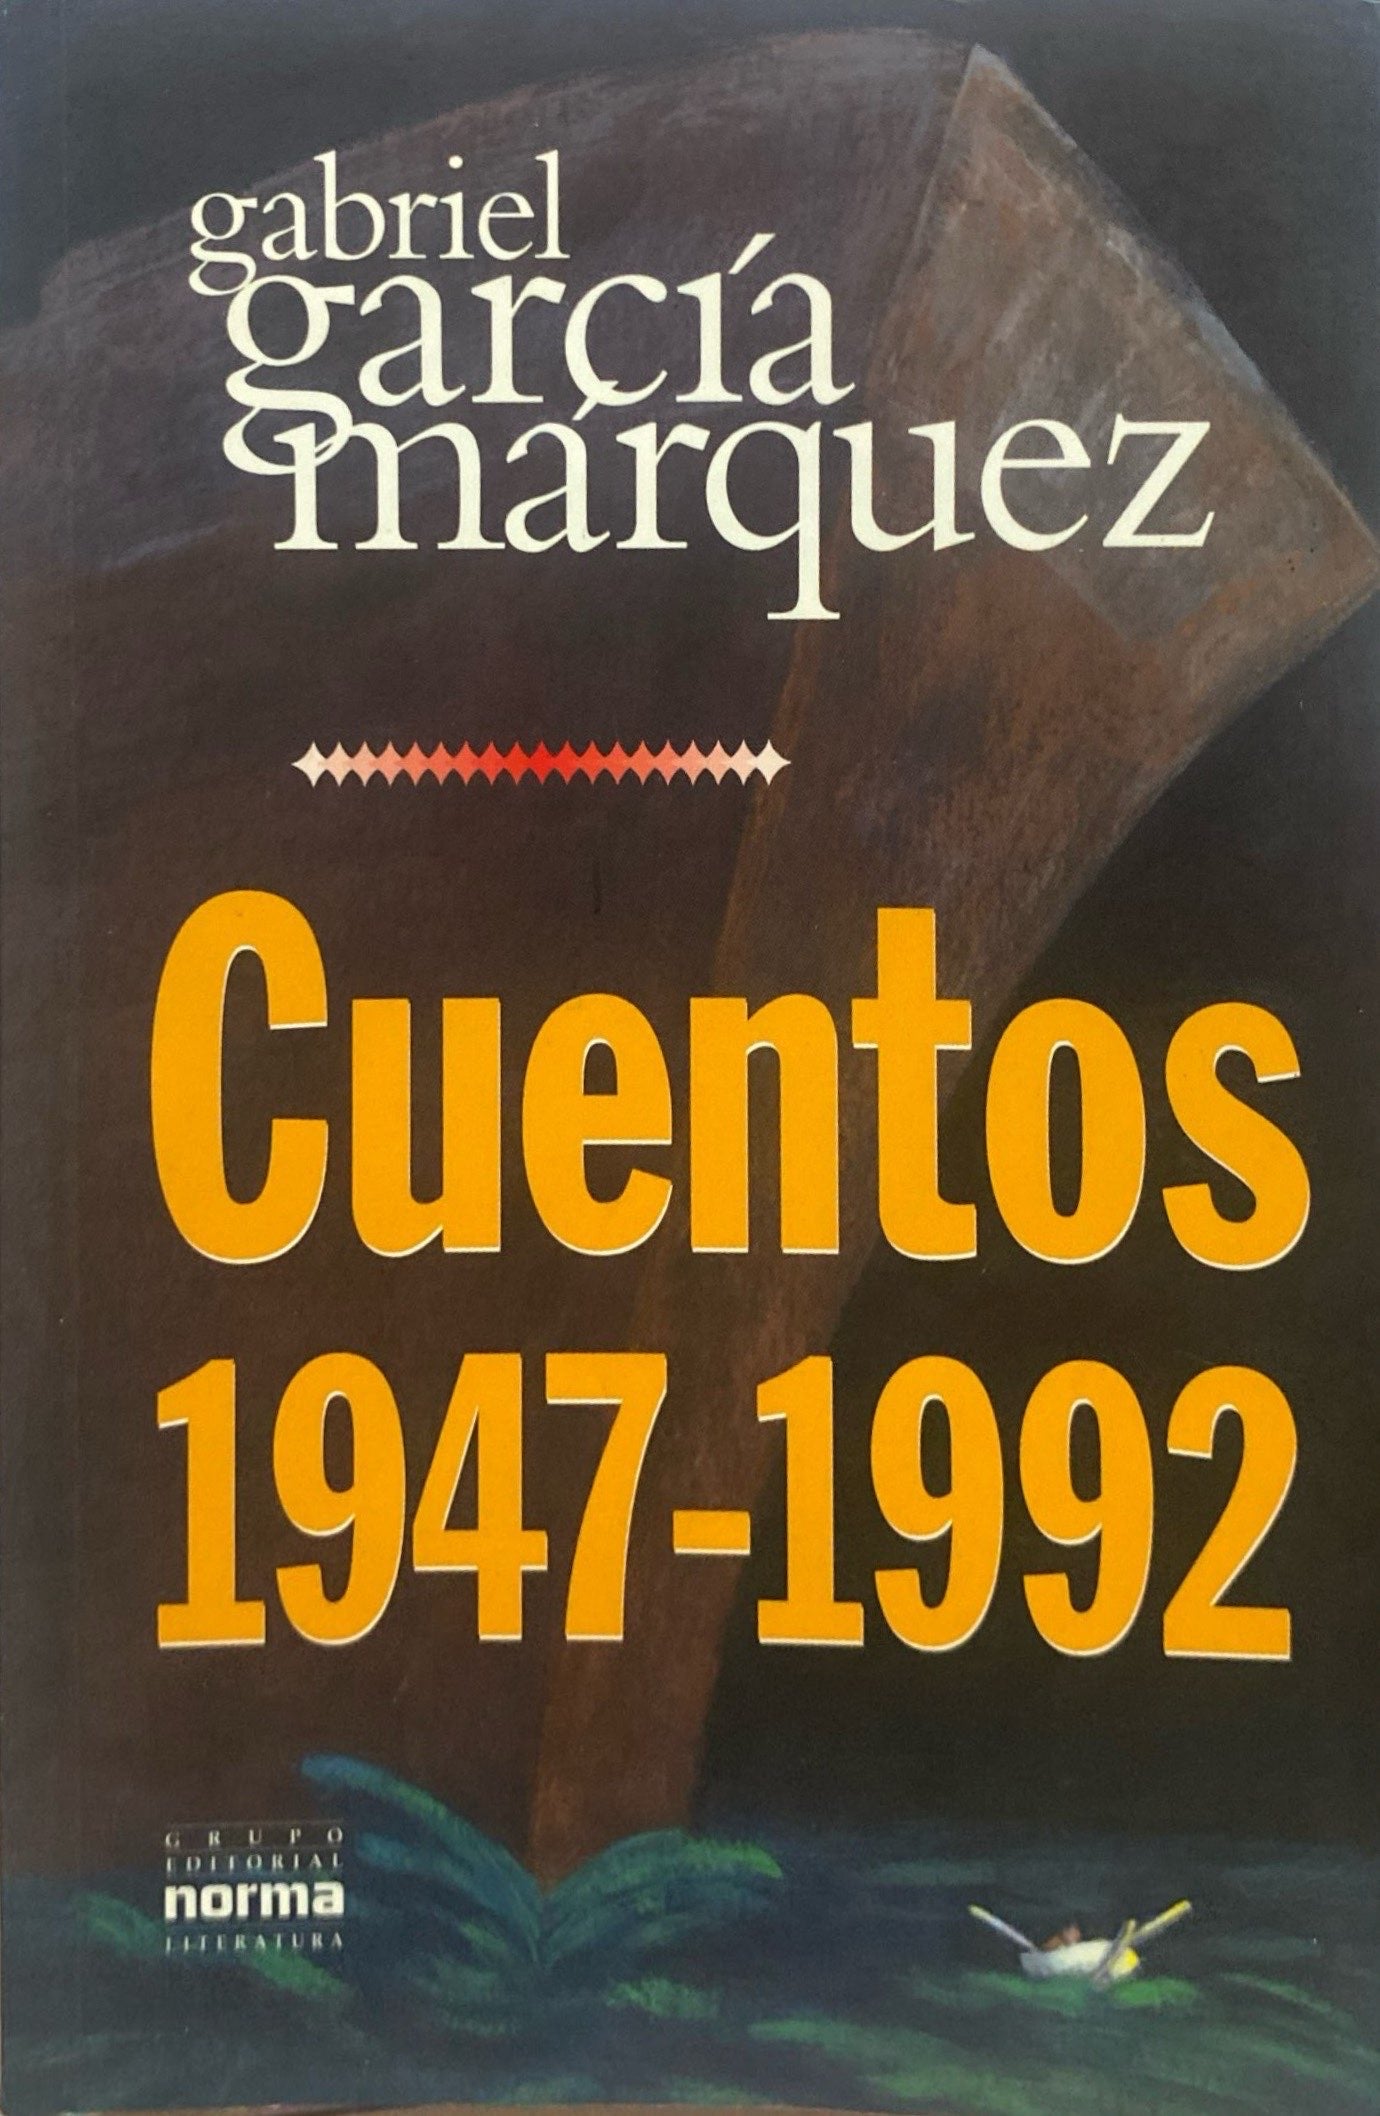 gabriel
garcía
márquez
Cuentos
1947-1992
GRUPO
EDITORIAL
norma
LITERATURA